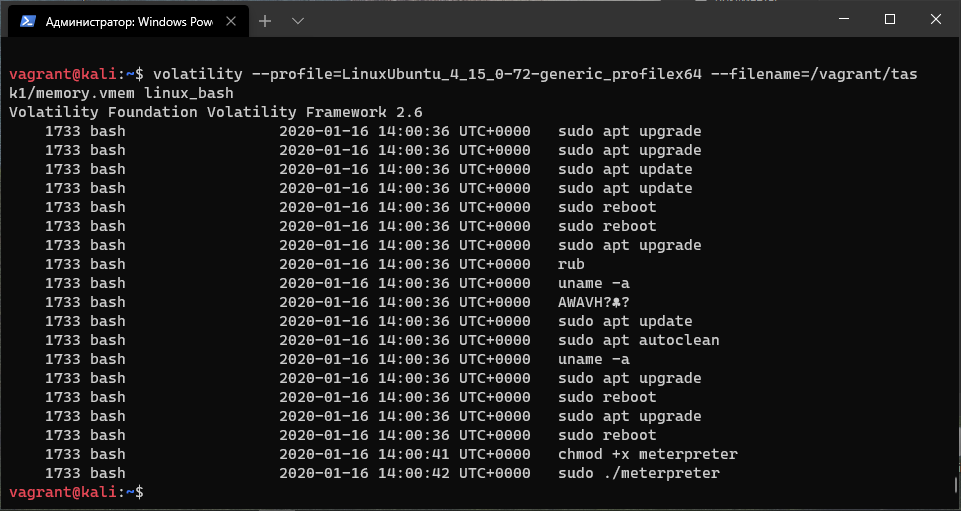 Администратор: Windows Pow
vagrant@kali:~$ volatility --profile=LinuxUbuntu_4_15_0-72-generic_profilex64 --filename=/vagrant/tas
k1/memory.vmem linux_bash
Volatility Foundation Volatility Framework 2.6
1733 bash 2020-01-16 14:00:36 UTC+0000 sudo apt upgrade
1733 bash 2020-01-16 14:00:36 UTC+0000 sudo apt upgrade
1733 bash 2020-01-16 14:00:36 UTC+0000 sudo apt update
1733 bash 2020-01-16 14:00:36 UTC+0000 sudo apt update
1733 bash 2020-01-16 14:00:36 UTC+0000 sudo reboot
1733 bash 2020-01-16 14:00:36 UTC+0000 sudo reboot
1733 bash 2020-01-16 14:00:36 UTC+0000 sudo apt upgrade
1733 bash 2020-01-16 14:00:36 UTC+0000 rub
1733 bash 2020-01-16 14:00:36 UTC+0000 uname -a
1733 bash 2020-01-16 14:00:36 UTC+0000 AWAVH?♣?
1733 bash 2020-01-16 14:00:36 UTC+0000 sudo apt update
1733 bash 2020-01-16 14:00:36 UTC+0000 sudo apt autoclean
1733 bash 2020-01-16 14:00:36 UTC+0000 uname -a
1733 bash 2020-01-16 14:00:36 UTC+0000 sudo apt upgrade
1733 bash 2020-01-16 14:00:36 UTC+0000 sudo reboot
1733 bash 2020-01-16 14:00:36 UTC+0000 sudo apt upgrade
1733 bash 2020-01-16 14:00:36 UTC+0000 sudo reboot
1733 bash 2020-01-16 14:00:41 UTC+0000 chmod +x meterpreter
1733 bash 2020-01-16 14:00:42 UTC+0000 sudo ./meterpreter
vagrant@kali:~$